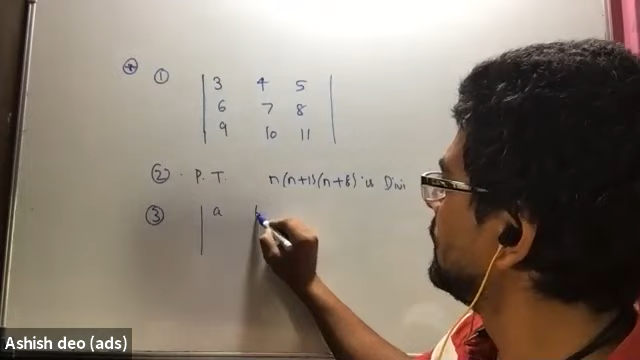 * ① 3 4 5
6 7 8
9 10 11
② P.T. n(n+1)(n+8) is Divi
③ a
Ashish deo (ads)